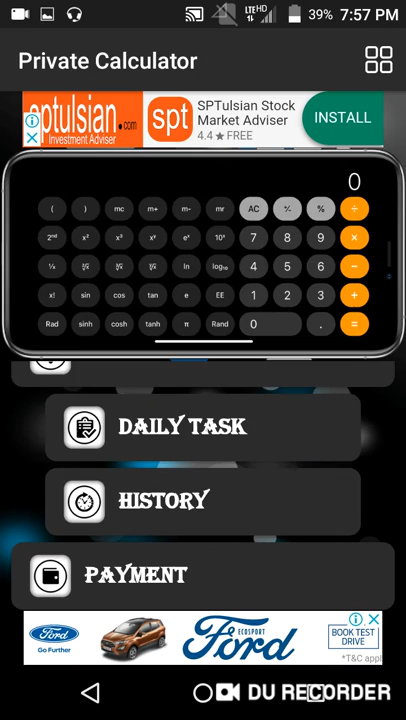 LTE HD 39% 7:57 PM
Private Calculator
sptulsian.com
Investment Adviser
spt
SPTulsian Stock
Market Adviser
4.4 ★ FREE
INSTALL
0
( ) mc m+ m- mr AC +/- % ÷
2ⁿᵈ x² x³ xʸ eˣ 10ˣ 7 8 9 ×
¹/x ²√x ³√x ʸ√x ln log₁₀ 4 5 6 −
x! sin cos tan e EE 1 2 3 +
Rad sinh cosh tanh π Rand 0 . =
DAILY TASK
HISTORY
PAYMENT
Ford
Go Further
ECOSPORT
Ford
BOOK TEST
DRIVE
*T&C appl
DU RECORDER